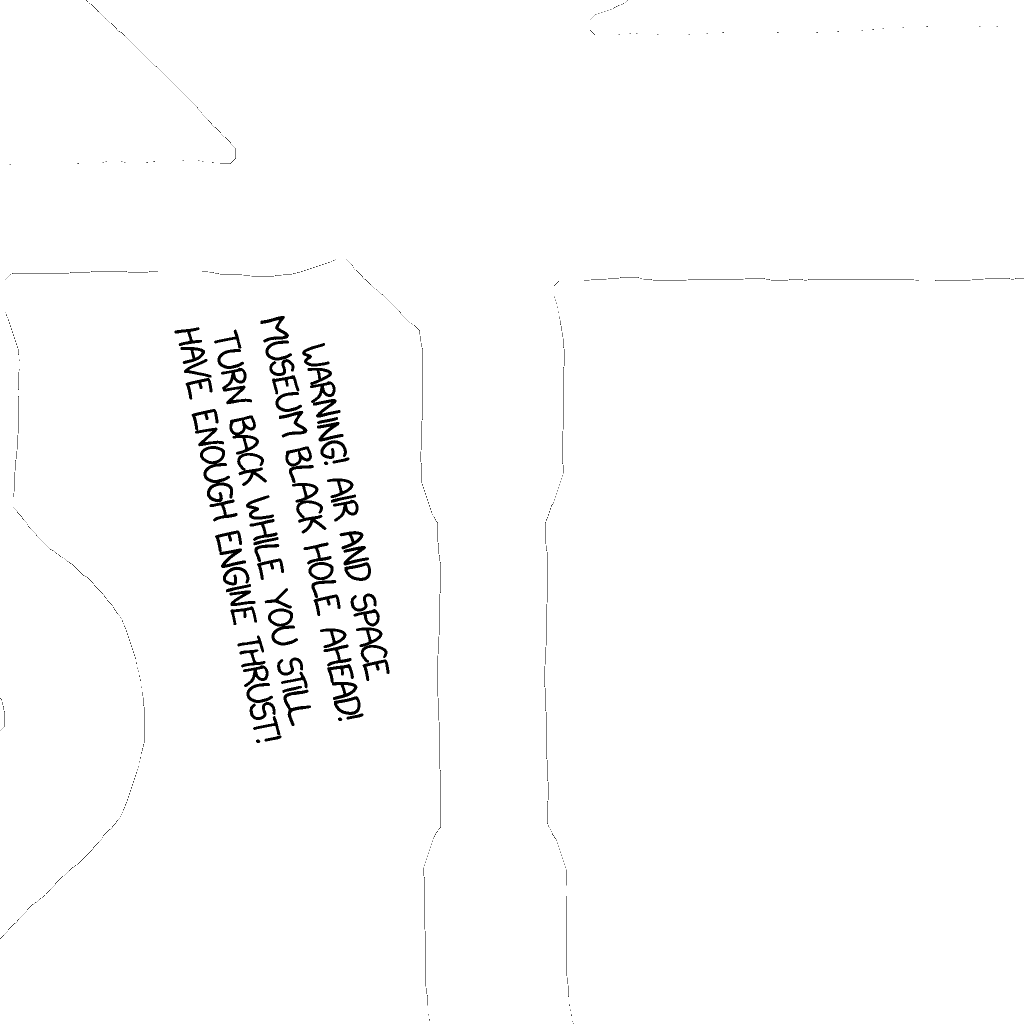 WARNING! AIR AND SPACE
MUSEUM BLACK HOLE AHEAD!
TURN BACK WHILE YOU STILL
HAVE ENOUGH ENGINE THRUST!